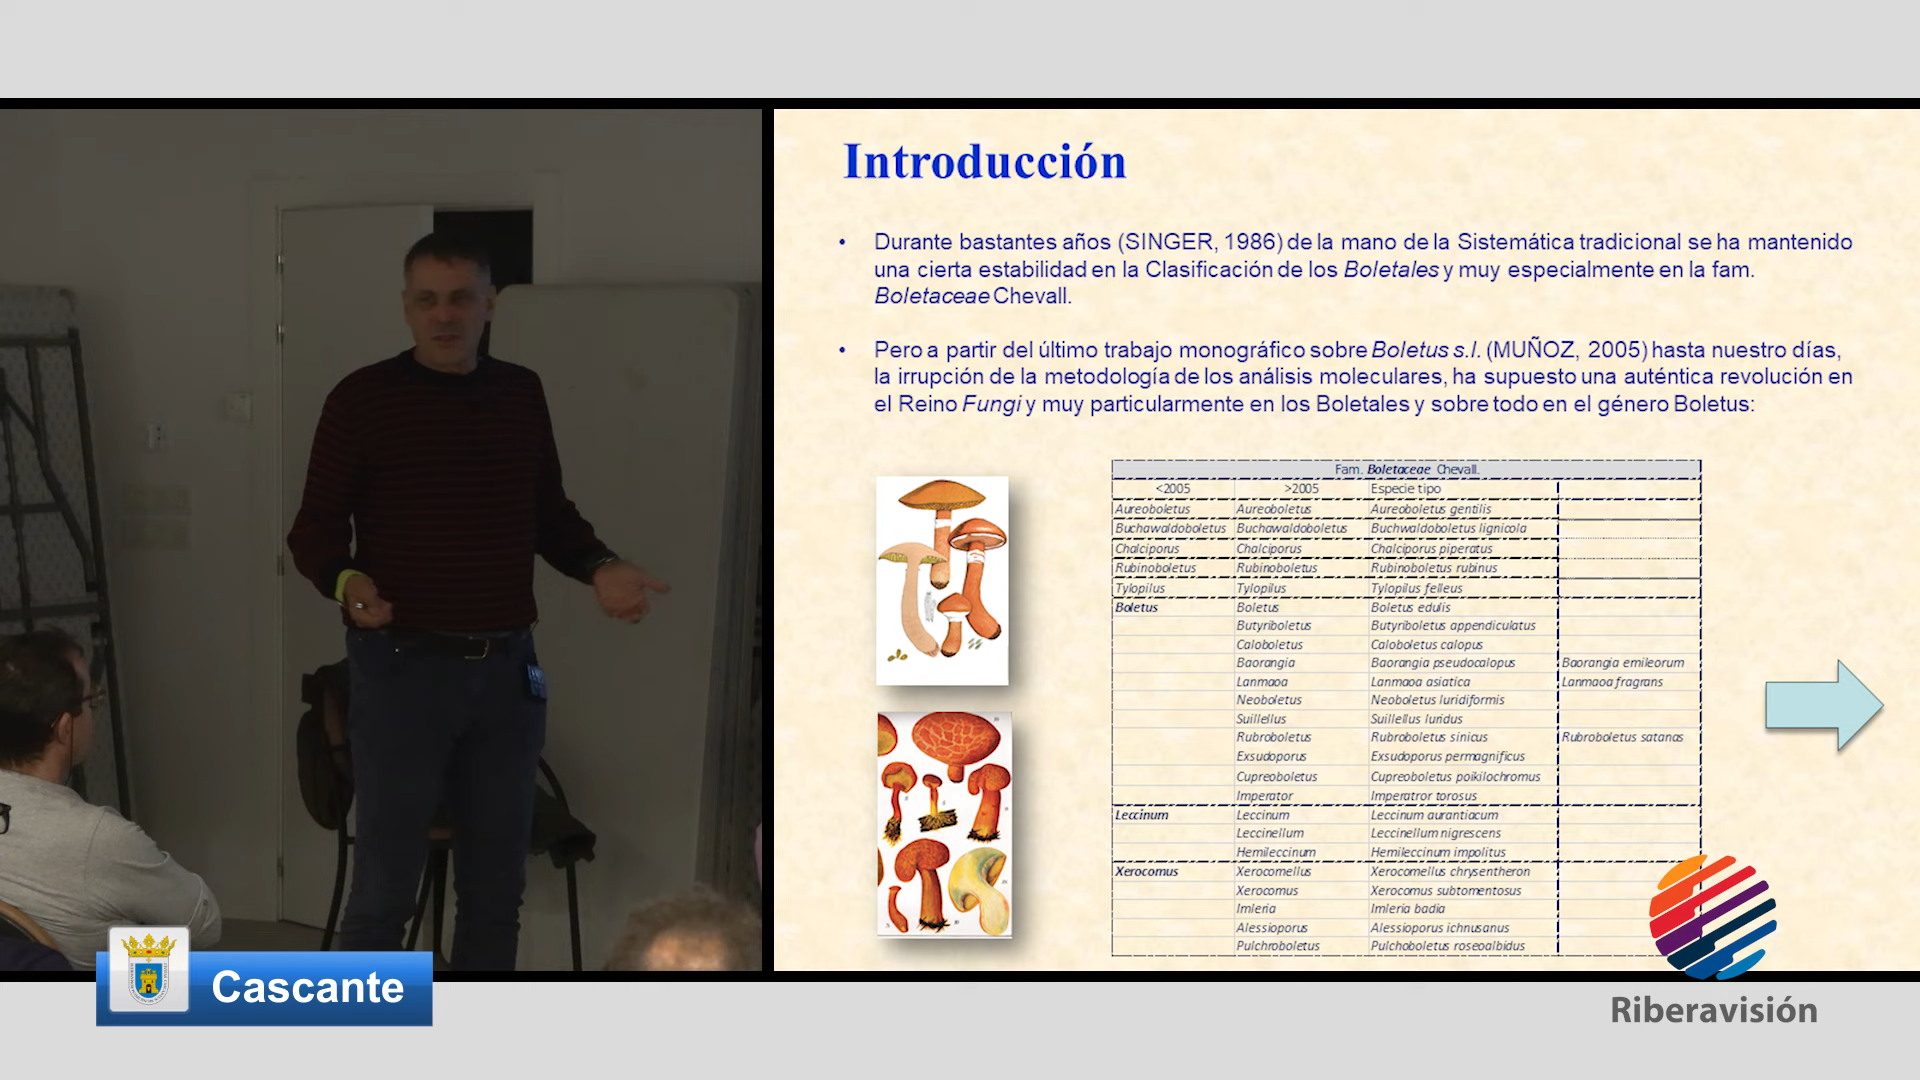 Introducción
• Durante bastantes años (SINGER, 1986) de la mano de la Sistemática tradicional se ha mantenido
una cierta estabilidad en la Clasificación de los Boletales y muy especialmente en la fam.
Boletaceae Chevall.
• Pero a partir del último trabajo monográfico sobre Boletus s.l. (MUÑOZ, 2005) hasta nuestro días,
la irrupción de la metodología de los análisis moleculares, ha supuesto una auténtica revolución en
el Reino Fungi y muy particularmente en los Boletales y sobre todo en el género Boletus:
Fam. Boletaceae Chevall.
<2005 >2005 Especie tipo
Aureoboletus Aureoboletus Aureoboletus gentilis
Buchawaldoboletus Buchawaldoboletus Buchwaldoboletus lignicola
Chalciporus Chalciporus Chalciporus piperatus
Rubinoboletus Rubinoboletus Rubinoboletus rubinus
Tylopilus Tylopilus Tylopilus felleus
Boletus Boletus Boletus edulis
Butyriboletus Butyriboletus appendiculatus
Caloboletus Caloboletus calopus
Baorangia Baorangia pseudocalopus Baorangia emileorum
Lanmaoa Lanmaoa asiatica Lanmaoa fragrans
Neoboletus Neoboletus luridiformis
Suillellus Suillellus luridus
Rubroboletus Rubroboletus sinicus Rubroboletus satanas
Exsudoporus Exsudoporus permagnificus
Cupreoboletus Cupreoboletus poikilochromus
Imperator Imperatror torosus
Leccinum Leccinum Leccinum aurantiacum
Leccinellum Leccinellum nigrescens
Hemileccinum Hemileccinum impolitus
Xerocomus Xerocomellus Xerocomellus chrysentheron
Xerocomus Xerocomus subtomentosus
Imleria Imleria badia
Alessioporus Alessioporus ichnusanus
Pulchroboletus Pulchoboletus roseoalbidus
Cascante
Riberavisión